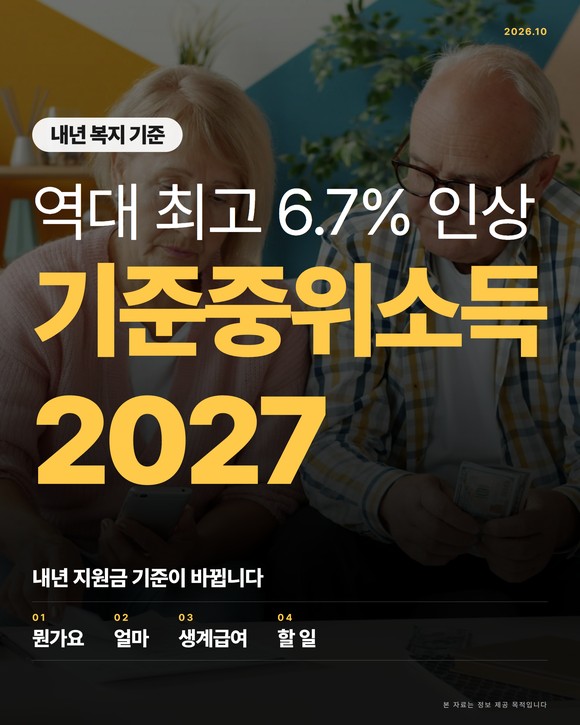 2026.10
내년 복지 기준
역대 최고 6.7% 인상
기준중위소득
2027
내년 지원금 기준이 바뀝니다
01 02 03 04
뭔가요 얼마 생계급여 할 일
본 자료는 정보 제공 목적입니다